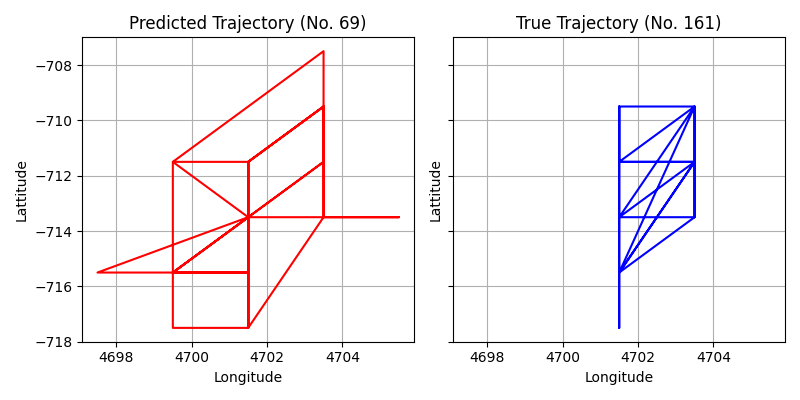 Predicted Trajectory (No. 69)
True Trajectory (No. 161)
−708
−710
−712
−714
−716
−718
Lattitude
Lattitude
4698 4700 4702 4704
4698 4700 4702 4704
Longitude
Longitude